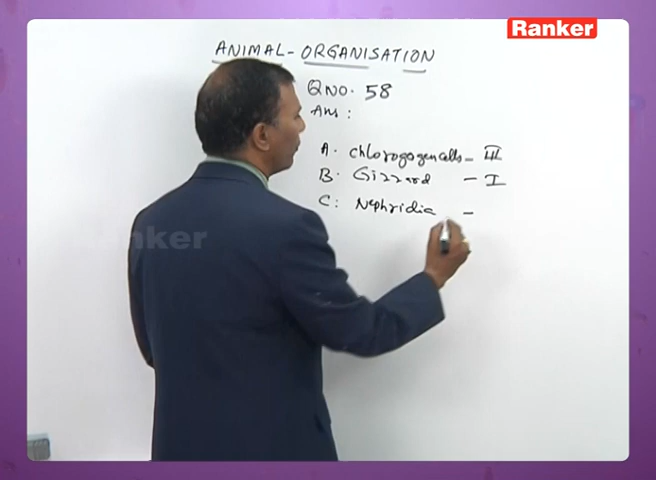 Ranker
ANIMAL-ORGANISATION
QNO. 58
Ans:
A. Chlorogogen cells - III
B. Gizzard - I
C: Nephridia -
Ranker